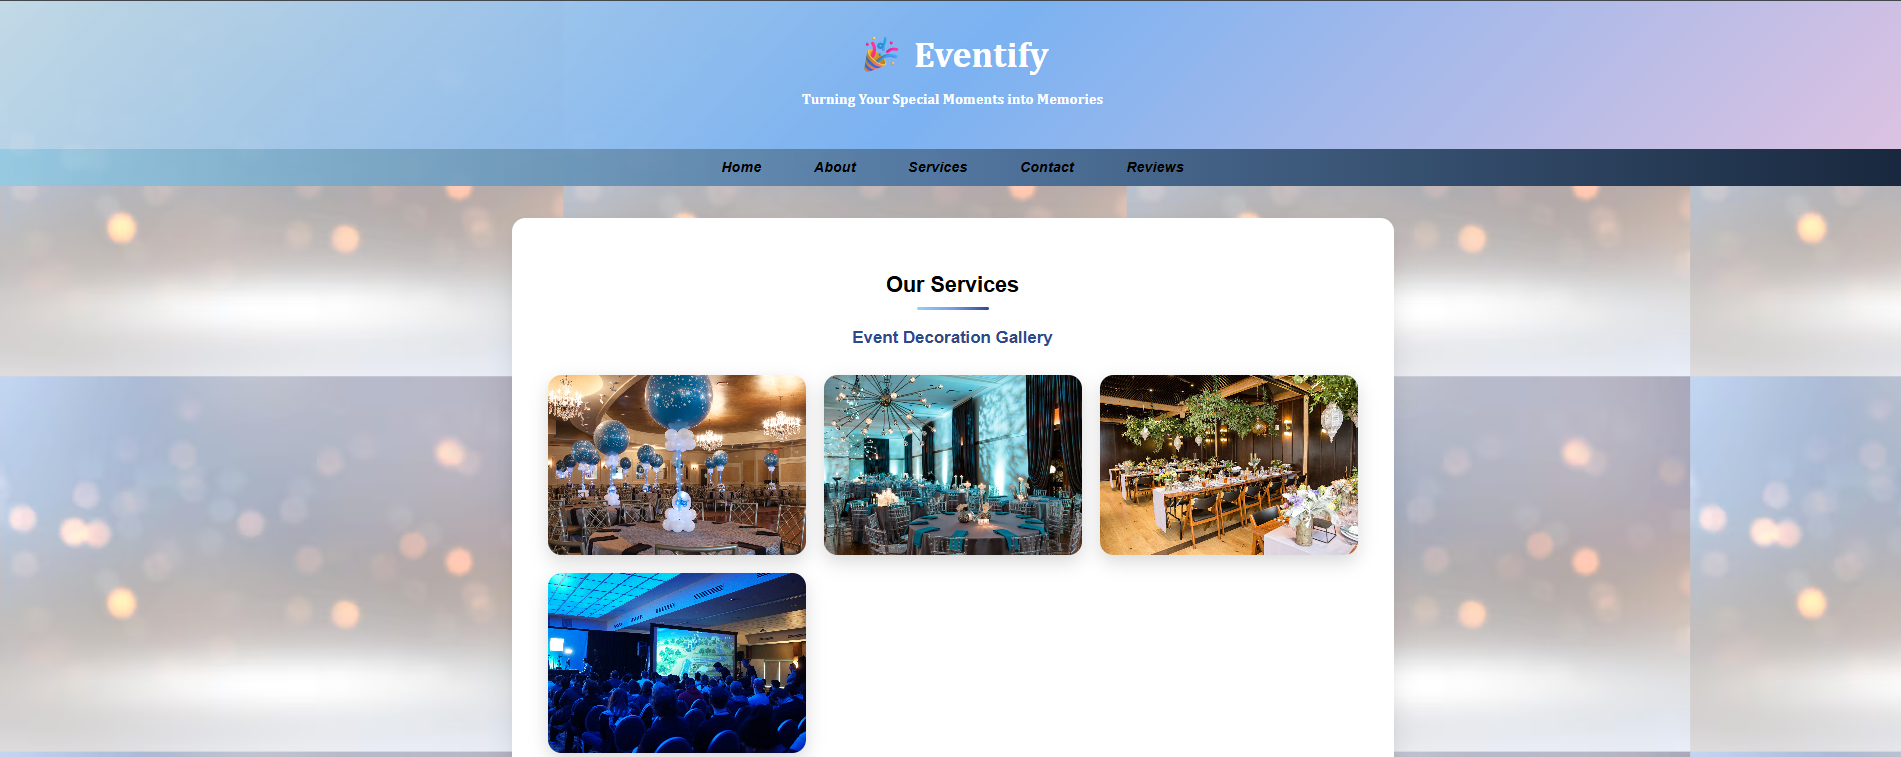 🎉 Eventify
Turning Your Special Moments into Memories
Home About Services Contact Reviews
Our Services
Event Decoration Gallery